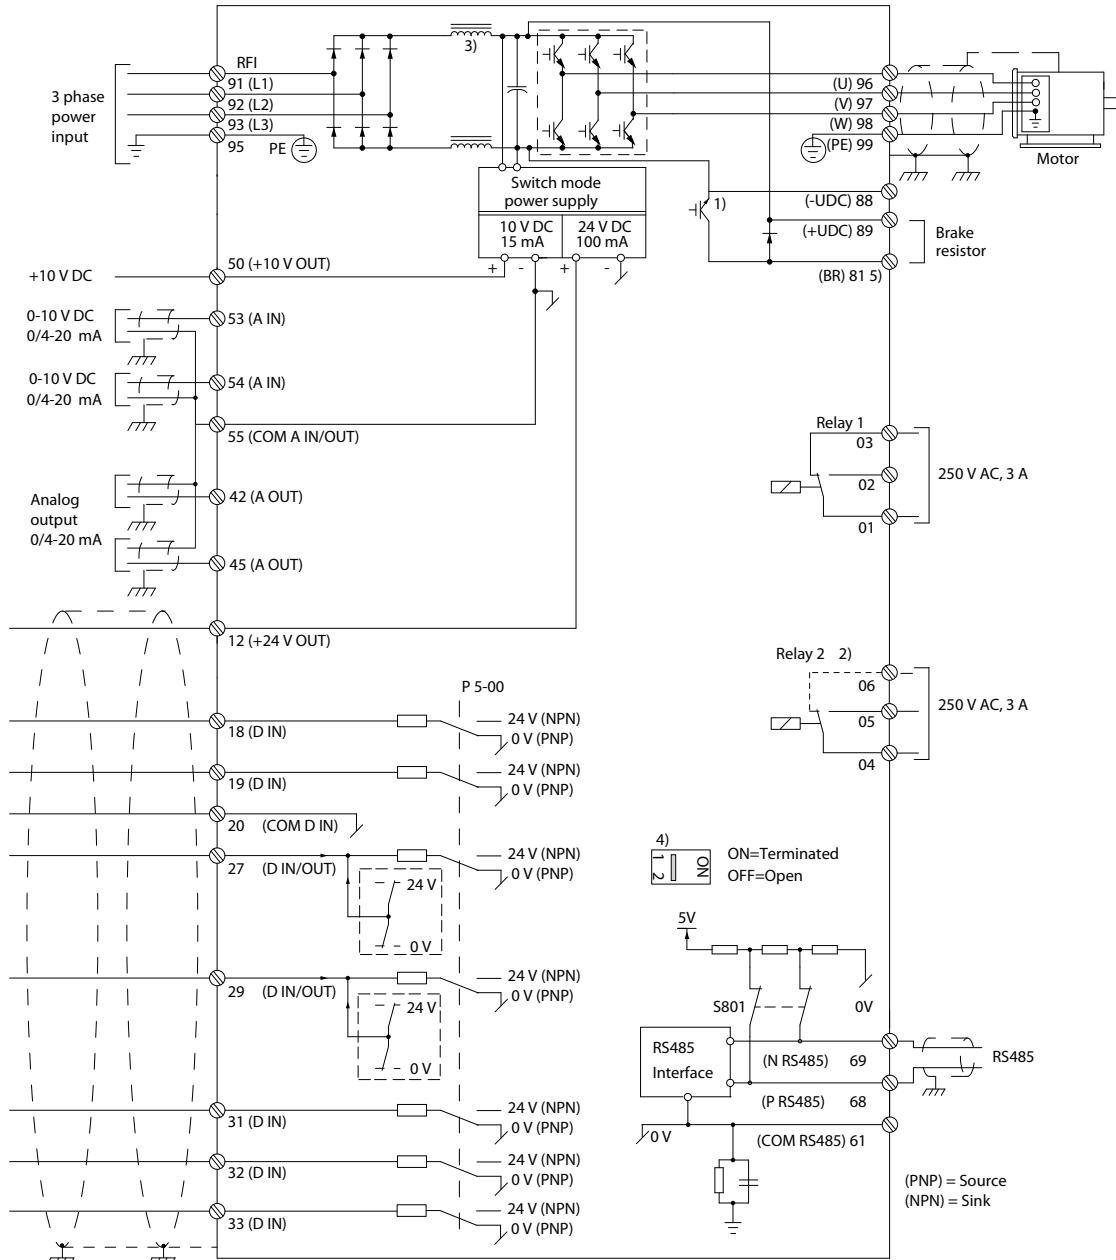 3 phase
power
input
RFI
91 (L1)
92 (L2)
93 (L3)
95
PE
3)
(U) 96
(V) 97
(W) 98
(PE) 99
Motor
Switch mode
power supply
10 V DC
15 mA
24 V DC
100 mA
+ - + -
1)
(-UDC) 88
(+UDC) 89
(BR) 81 5)
Brake
resistor
+10 V DC
50 (+10 V OUT)
0-10 V DC
0/4-20 mA
53 (A IN)
0-10 V DC
0/4-20 mA
54 (A IN)
55 (COM A IN/OUT)
Analog
output
0/4-20 mA
42 (A OUT)
45 (A OUT)
12 (+24 V OUT)
Relay 1
03
02
01
250 V AC, 3 A
Relay 2 2)
06
05
04
250 V AC, 3 A
P 5-00
18 (D IN)
24 V (NPN)
0 V (PNP)
19 (D IN)
24 V (NPN)
0 V (PNP)
20 (COM D IN)
27 (D IN/OUT)
24 V (NPN)
0 V (PNP)
24 V
0 V
29 (D IN/OUT)
24 V (NPN)
0 V (PNP)
24 V
0 V
31 (D IN)
24 V (NPN)
0 V (PNP)
32 (D IN)
24 V (NPN)
0 V (PNP)
33 (D IN)
24 V (NPN)
0 V (PNP)
4)
1 2
ON
ON=Terminated
OFF=Open
5V
S801
0V
RS485
Interface
(N RS485) 69
RS485
(P RS485) 68
0 V
(COM RS485) 61
(PNP) = Source
(NPN) = Sink